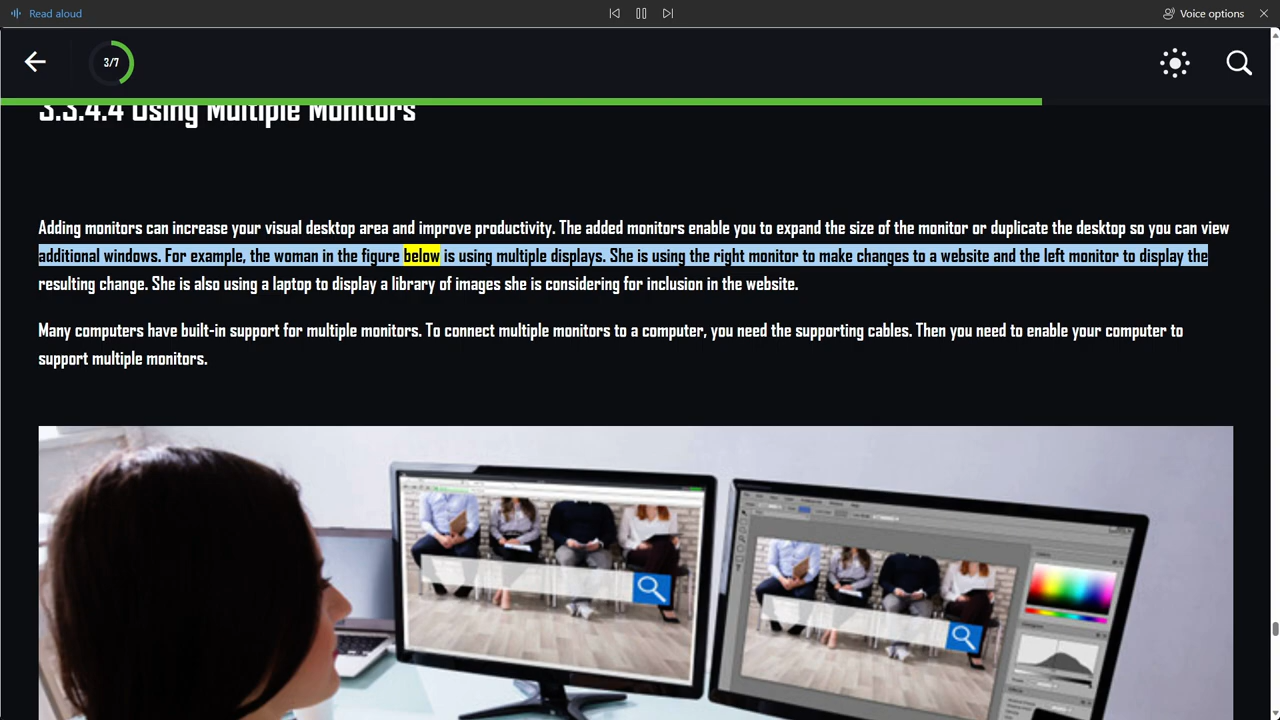 Read aloud
Voice options
3/7
3.3.4.4 Using Multiple Monitors
Adding monitors can increase your visual desktop area and improve productivity. The added monitors enable you to expand the size of the monitor or duplicate the desktop so you can view
additional windows. For example, the woman in the figure below is using multiple displays. She is using the right monitor to make changes to a website and the left monitor to display the
resulting change. She is also using a laptop to display a library of images she is considering for inclusion in the website.
Many computers have built-in support for multiple monitors. To connect multiple monitors to a computer, you need the supporting cables. Then you need to enable your computer to
support multiple monitors.